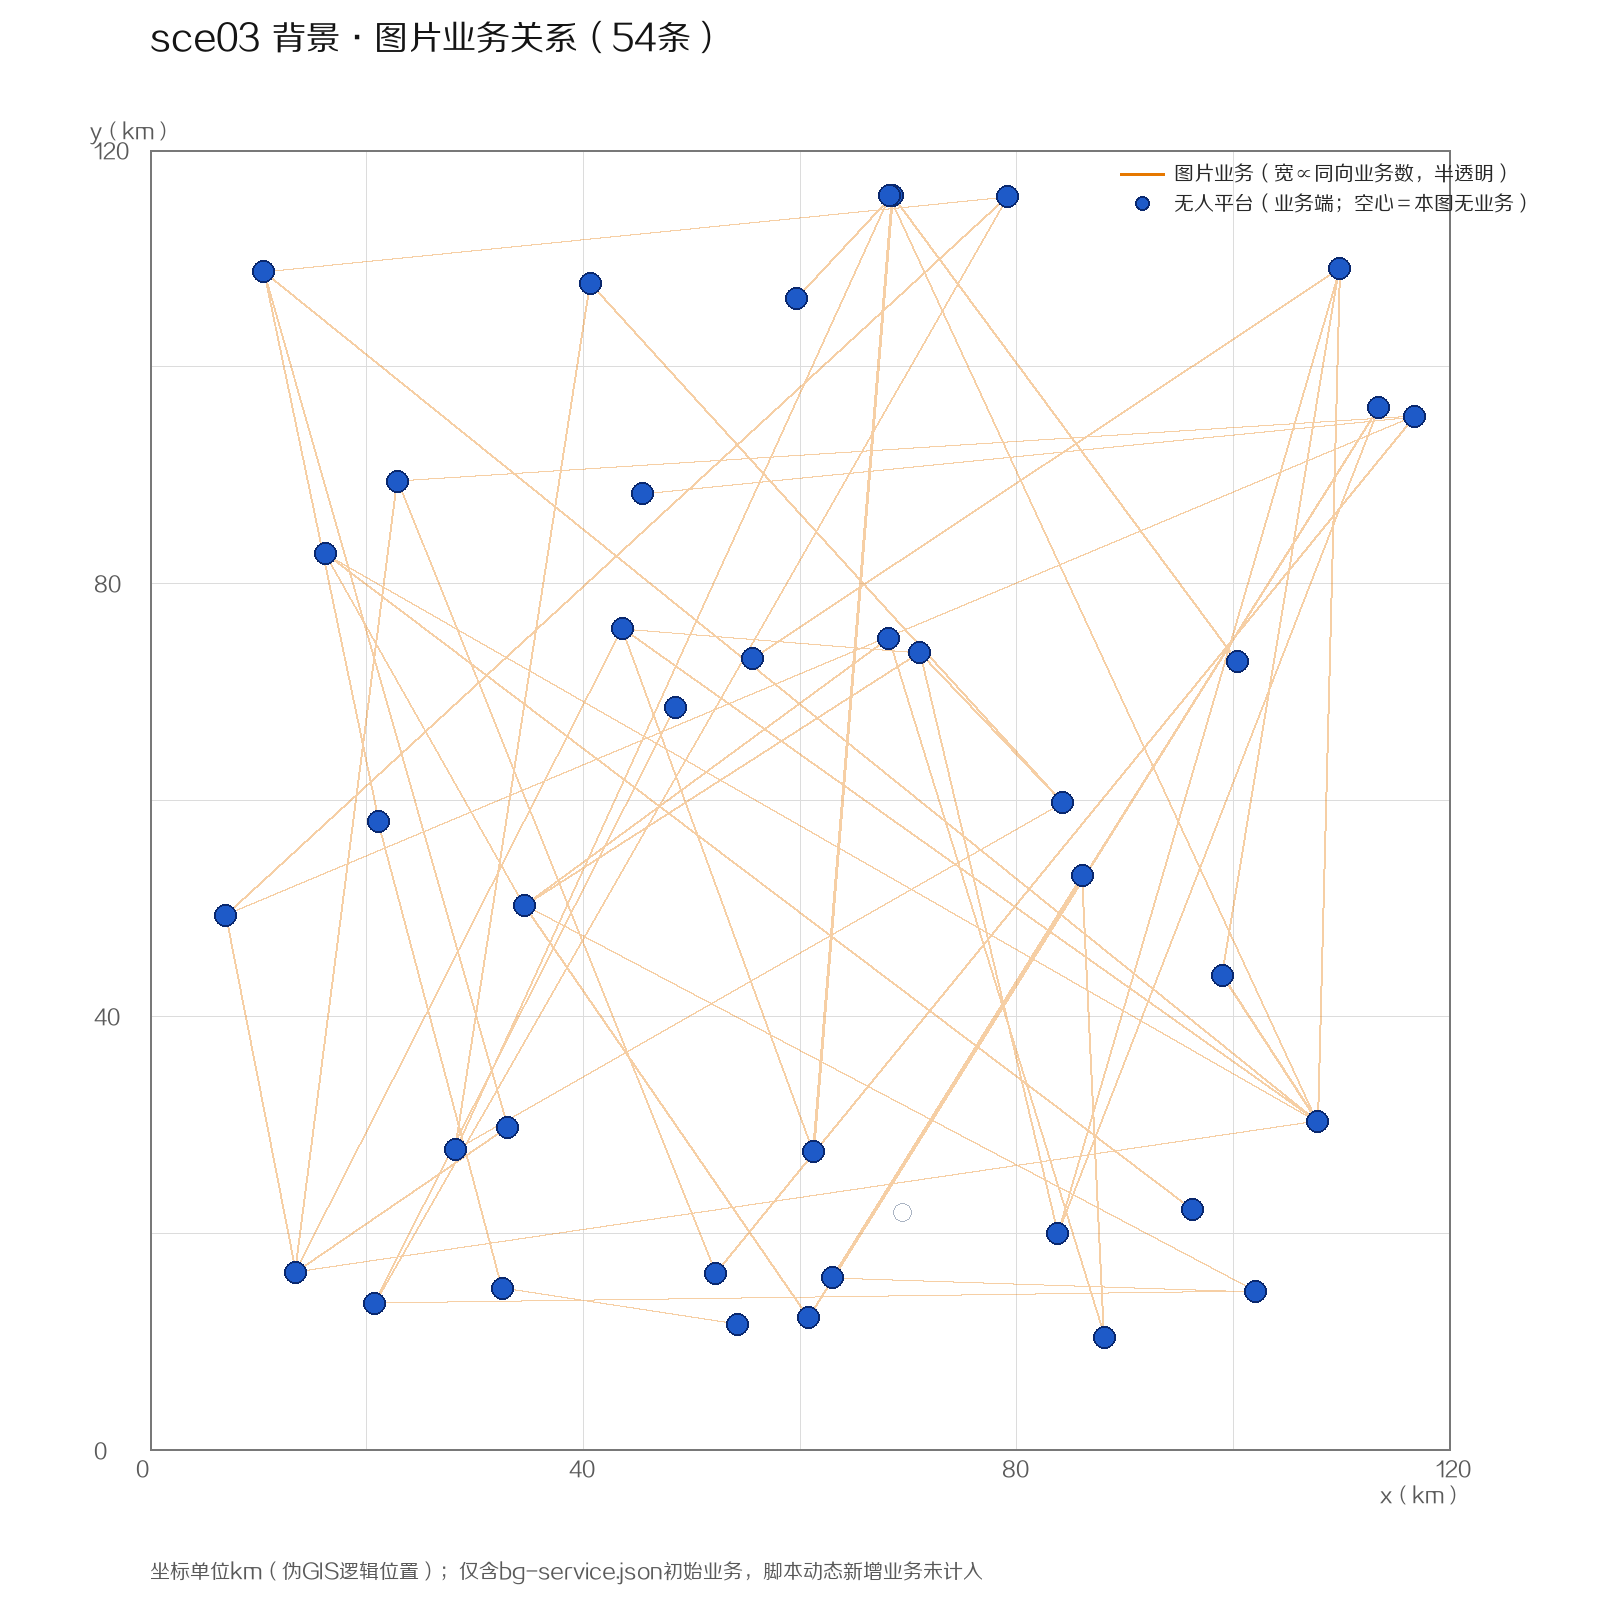 sce03 背景·图片业务关系（54条）
y（km）
120
图片业务（宽∝同向业务数，半透明）
无人平台（业务端；空心＝本图无业务）
80
40
0
0
40
80
120
x（km）
坐标单位km（伪GIS逻辑位置）；仅含bg-service.json初始业务，脚本动态新增业务未计入